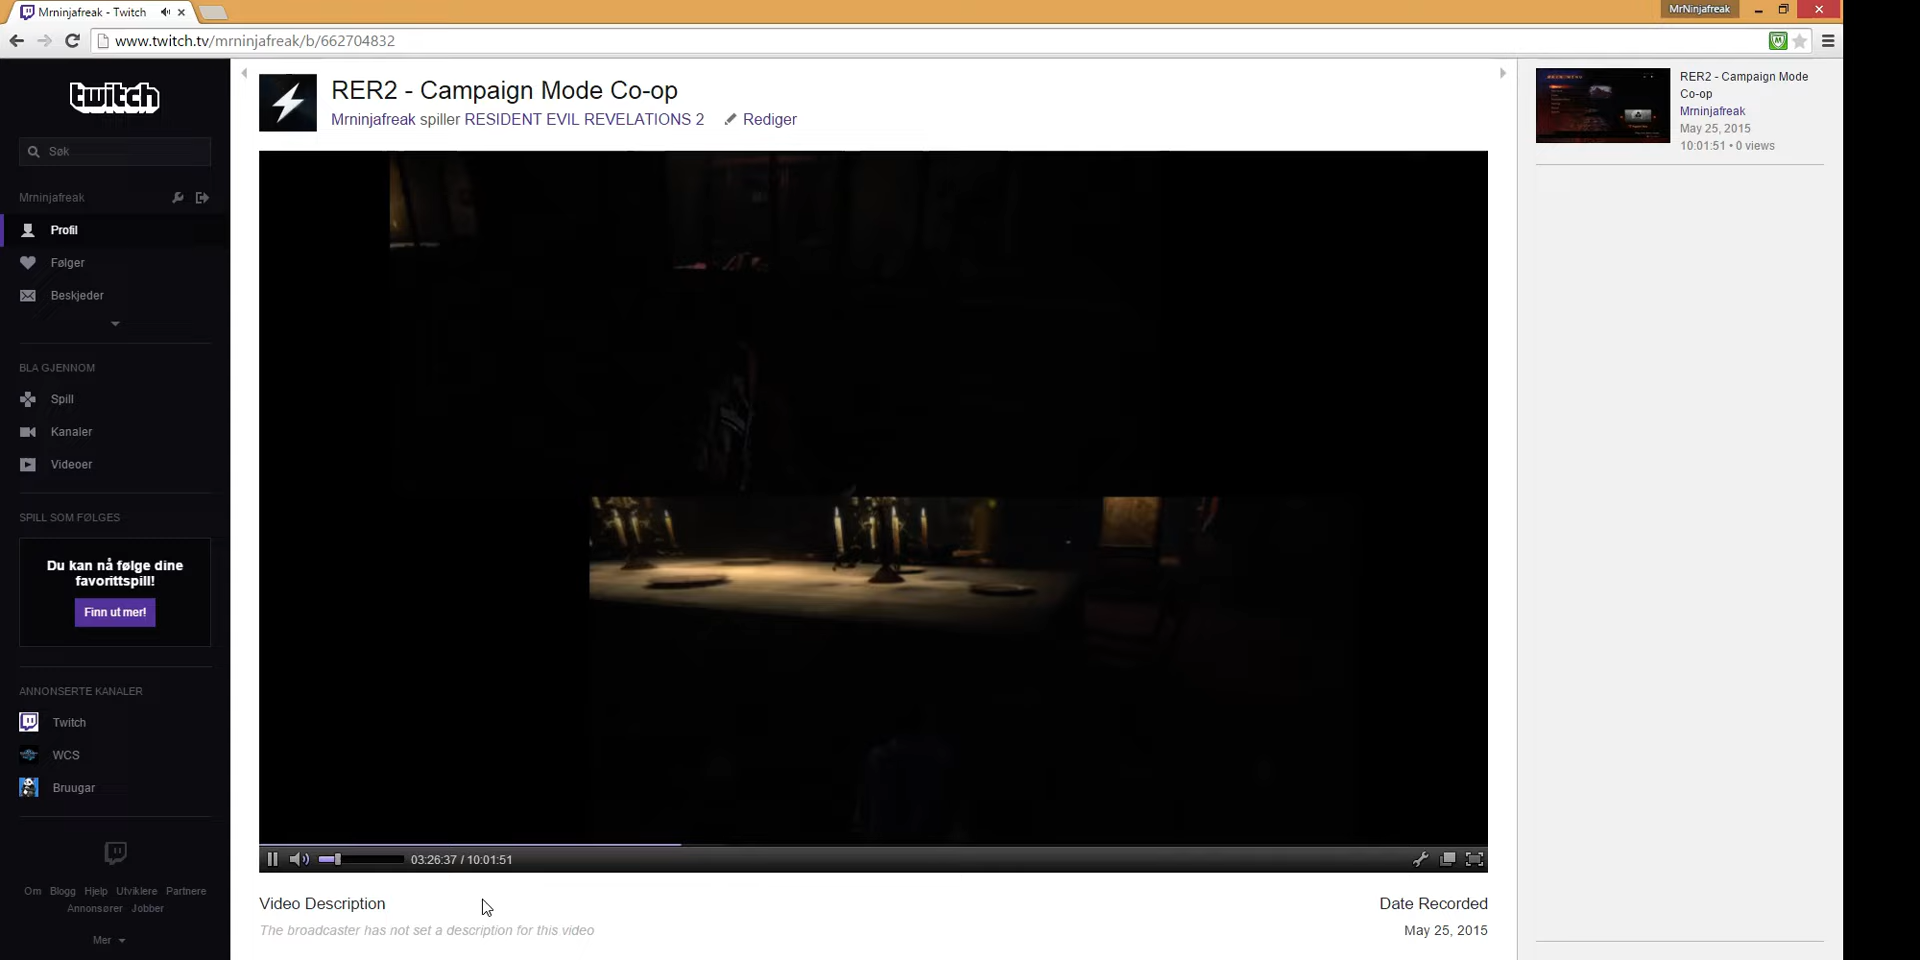 Mrninjafreak - Twitch
MrNinjafreak
www.twitch.tv/mrninjafreak/b/662704832
twitch
Søk
Mrninjafreak
Profil
Følger
Beskjeder
BLA GJENNOM
Spill
Kanaler
Videoer
SPILL SOM FØLGES
Du kan nå følge dine
favorittspill!
Finn ut mer!
ANNONSERTE KANALER
Twitch
WCS
Bruugar
Om Blogg Hjelp Utviklere Partnere
Annonsører Jobber
Mer
RER2 - Campaign Mode Co-op
Mrninjafreak spiller RESIDENT EVIL REVELATIONS 2 Rediger
03:26:37 / 10:01:51
Video Description
The broadcaster has not set a description for this video
Date Recorded
May 25, 2015
RER2 - Campaign Mode
Co-op
Mrninjafreak
May 25, 2015
10:01:51 • 0 views